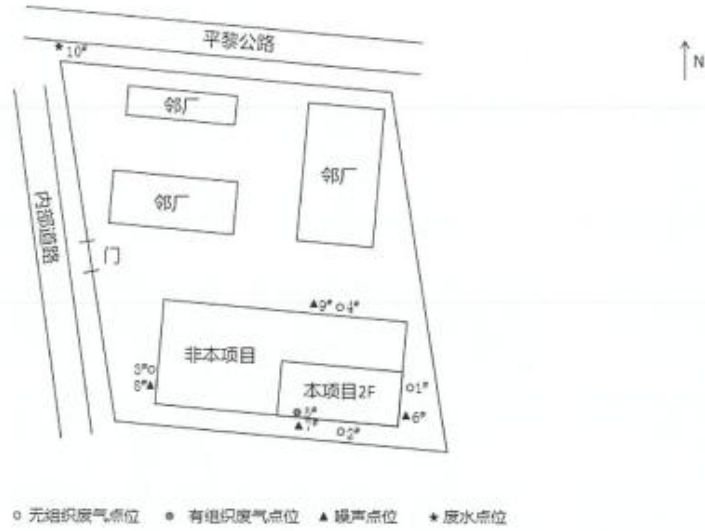 平黎公路
★10#
N
邻厂
邻厂
邻厂
内部道路
门
▲9# ○4#
非本项目
3#○
8#▲
本项目2F
○1#
▲6#
●5#
▲7#
○2#
○ 无组织废气点位 ● 有组织废气点位 ▲ 噪声点位 ★ 废水点位